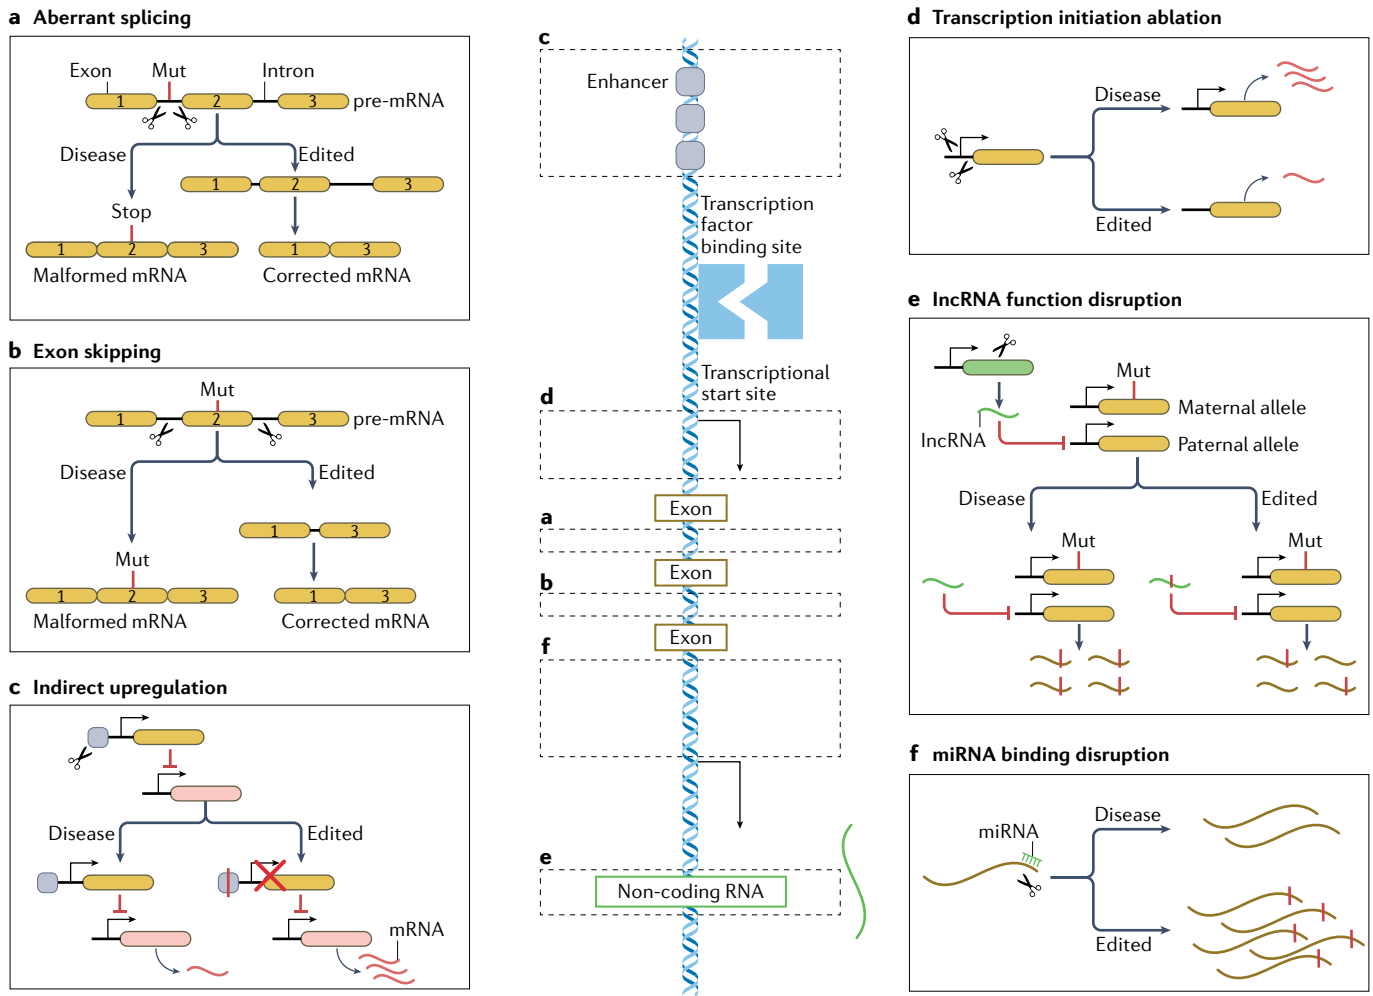 a Aberrant splicing
Exon Mut Intron
1 2 3 pre-mRNA
Disease Edited
1 2 3
Stop
1 2 3 1 3
Malformed mRNA Corrected mRNA
b Exon skipping
Mut
1 2 3 pre-mRNA
Disease Edited
1 3
Mut
1 2 3 1 3
Malformed mRNA Corrected mRNA
c Indirect upregulation
Disease Edited
mRNA
c
Enhancer
Transcription
factor
binding site
Transcriptional
start site
d
Exon
a
Exon
b
Exon
f
e
Non-coding RNA
d Transcription initiation ablation
Disease
Edited
e lncRNA function disruption
Mut
Maternal allele
lncRNA
Paternal allele
Disease Edited
Mut Mut
f miRNA binding disruption
Disease
miRNA
Edited